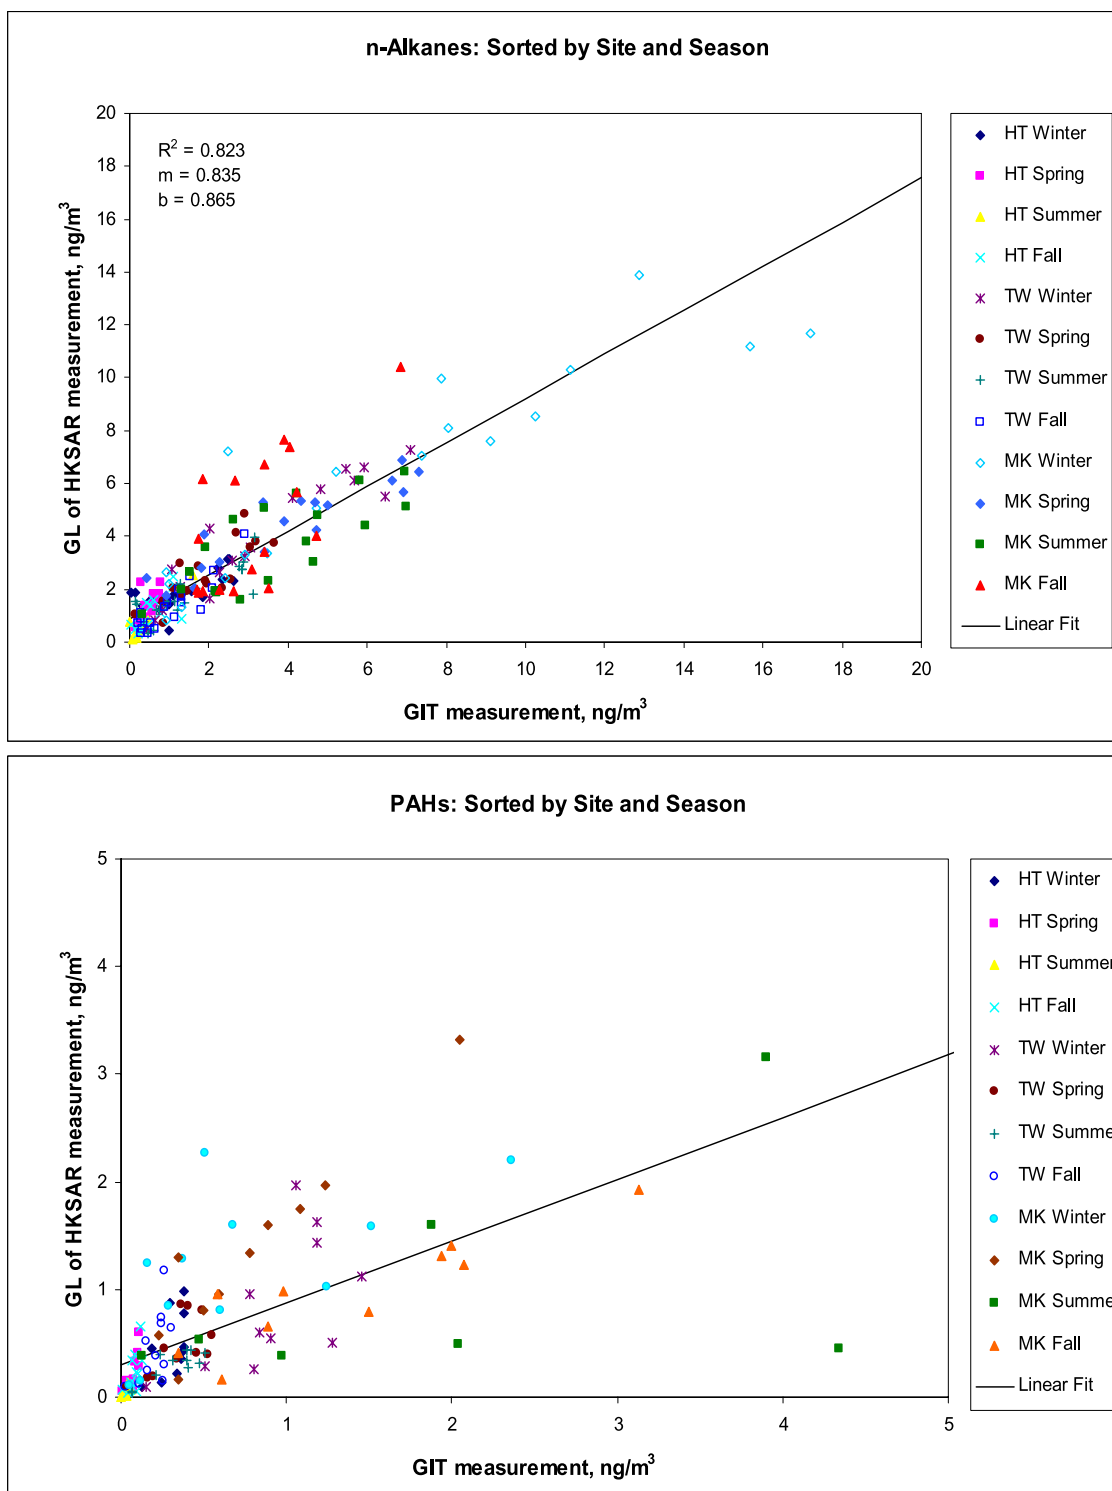 n-Alkanes: Sorted by Site and Season
R² = 0.823
m = 0.835
b = 0.865
GL of HKSAR measurement, ng/m³
20
18
16
14
12
10
8
6
4
2
0
0 2 4 6 8 10 12 14 16 18 20
GIT measurement, ng/m³
HT Winter
HT Spring
HT Summer
HT Fall
TW Winter
TW Spring
TW Summer
TW Fall
MK Winter
MK Spring
MK Summer
MK Fall
Linear Fit
PAHs: Sorted by Site and Season
GL of HKSAR measurement, ng/m³
5
4
3
2
1
0
0 1 2 3 4 5
GIT measurement, ng/m³
HT Winter
HT Spring
HT Summer
HT Fall
TW Winter
TW Spring
TW Summe
TW Fall
MK Winter
MK Spring
MK Summe
MK Fall
Linear Fit